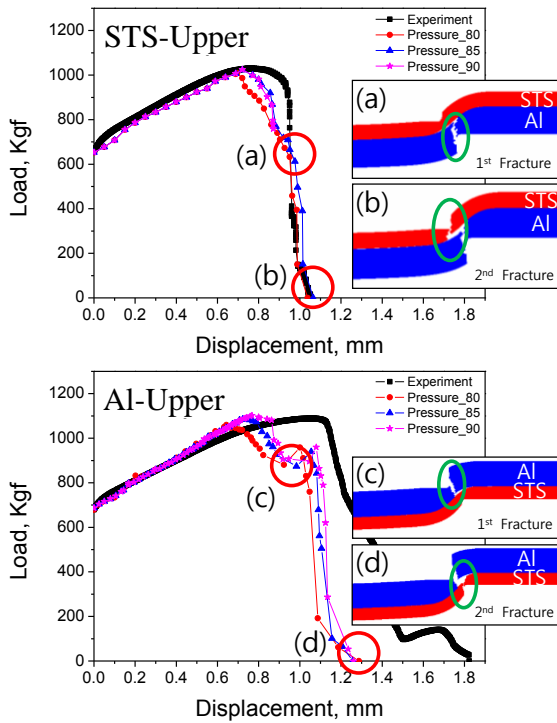 STS-Upper
Experiment
Pressure_80
Pressure_85
Pressure_90
1200
1000
800
600
400
200
0
Load, Kgf
(a)
(b)
(a)
STS
Al
1st Fracture
(b)
STS
Al
2nd Fracture
0.0 0.2 0.4 0.6 0.8 1.0 1.2 1.4 1.6 1.8
Displacement, mm
Al-Upper
Experiment
Pressure_80
Pressure_85
Pressure_90
1200
1000
800
600
400
200
0
Load, Kgf
(c)
(d)
(c)
Al
STS
1st Fracture
(d)
Al
STS
2nd Fracture
0.0 0.2 0.4 0.6 0.8 1.0 1.2 1.4 1.6 1.8
Displacement, mm